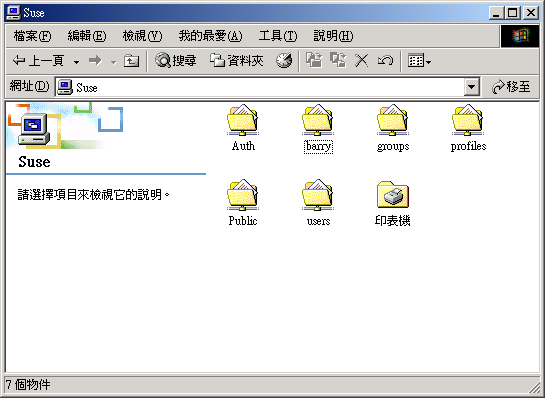 Suse
檔案(F) 編輯(E) 檢視(V) 我的最愛(A) 工具(T) 說明(H)
上一頁 搜尋 資料夾
網址(D) Suse 移至
Auth barry groups profiles
Suse
請選擇項目來檢視它的說明。
Public users 印表機
7 個物件